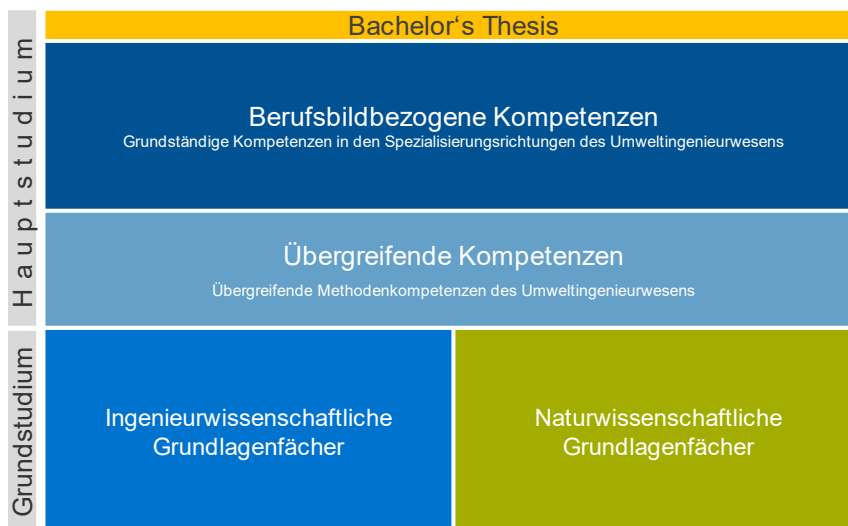 Bachelor‘s Thesis
Hauptstudium
Berufsbildbezogene Kompetenzen
Grundständige Kompetenzen in den Spezialisierungsrichtungen des Umweltingenieurwesens
Übergreifende Kompetenzen
Übergreifende Methodenkompetenzen des Umweltingenieurwesens
Grundstudium
Ingenieurwissenschaftliche
Grundlagenfächer
Naturwissenschaftliche
Grundlagenfächer